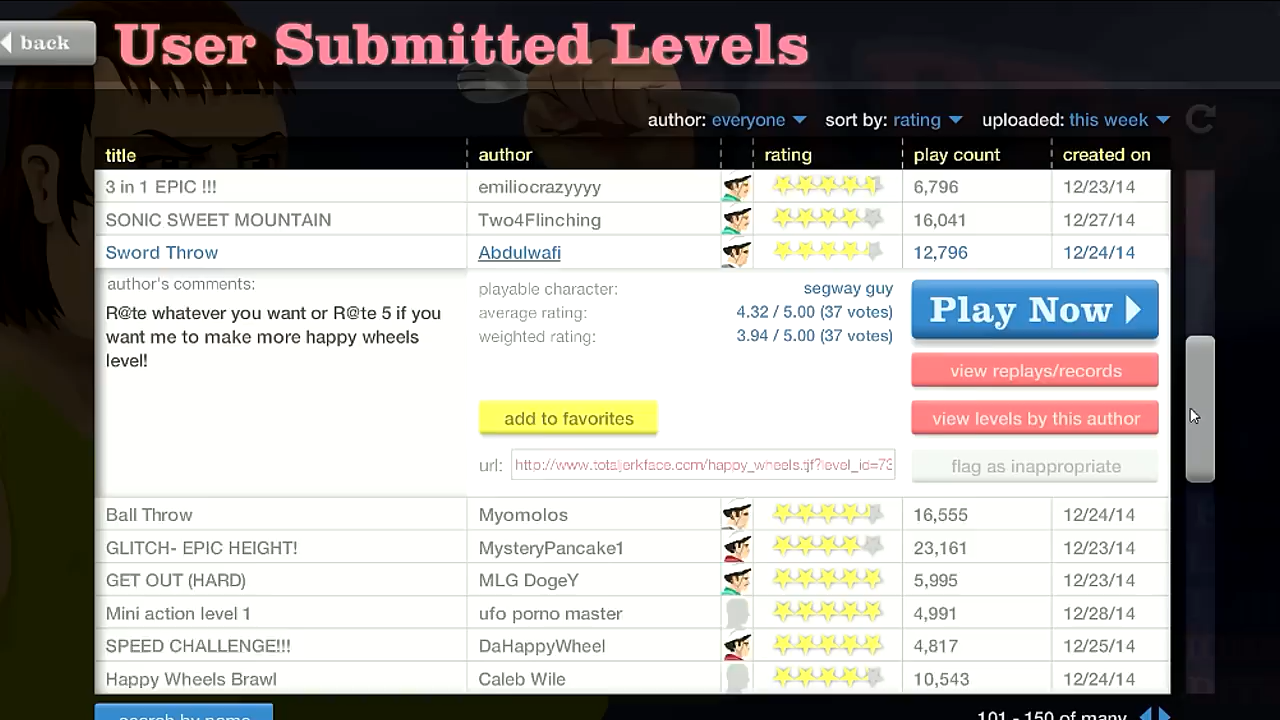 back
User Submitted Levels
author: everyone sort by: rating uploaded: this week
title author rating play count created on
3 in 1 EPIC !!! emiliocrazyyyy 6,796 12/23/14
SONIC SWEET MOUNTAIN Two4Flinching 16,041 12/27/14
Sword Throw Abdulwafi 12,796 12/24/14
author's comments:
R@te whatever you want or R@te 5 if you
want me to make more happy wheels
level!
playable character: segway guy
average rating: 4.32 / 5.00 (37 votes)
weighted rating: 3.94 / 5.00 (37 votes)
add to favorites
url: http://www.totaljerkface.com/happy_wheels.tjf?level_id=73
Play Now
view replays/records
view levels by this author
flag as inappropriate
Ball Throw Myomolos 16,555 12/24/14
GLITCH- EPIC HEIGHT! MysteryPancake1 23,161 12/23/14
GET OUT (HARD) MLG DogeY 5,995 12/23/14
Mini action level 1 ufo porno master 4,991 12/28/14
SPEED CHALLENGE!!! DaHappyWheel 4,817 12/25/14
Happy Wheels Brawl Caleb Wile 10,543 12/24/14
search by name 101 - 150 of many